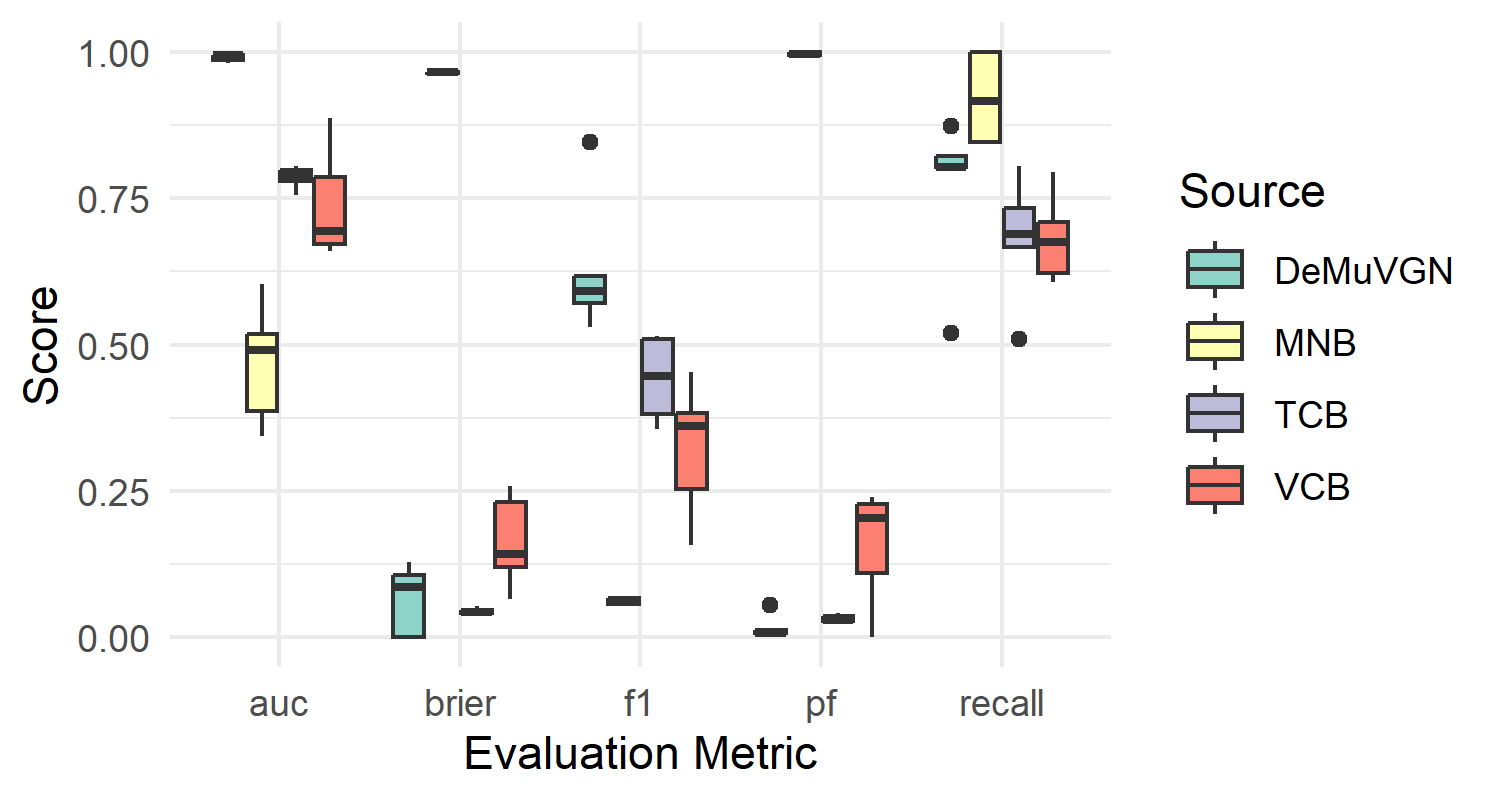 1.00
0.75
0.50
0.25
0.00
Score
auc brier f1 pf recall
Evaluation Metric
Source
DeMuVGN
MNB
TCB
VCB